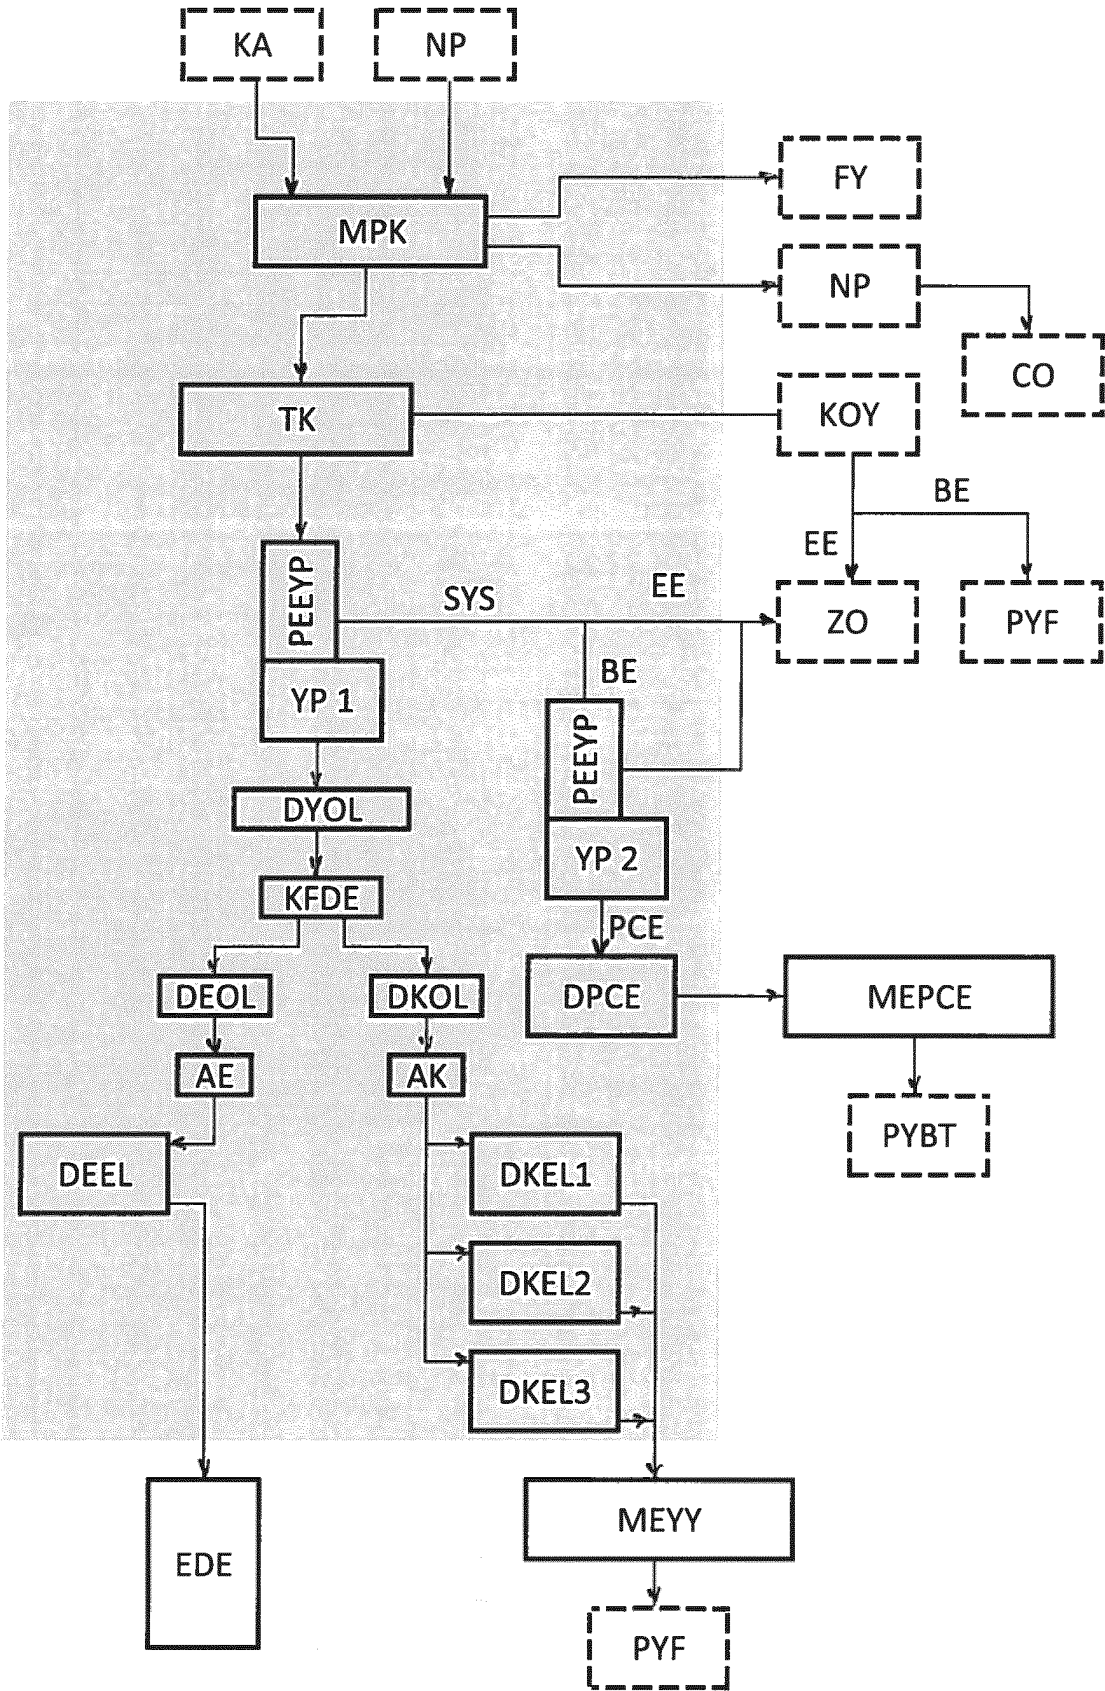 KA
NP
MPK
FY
NP
CO
TK
KOY
BE
EE
PEEYP
SYS
EE
ZO
PYF
YP 1
BE
PEEYP
DYOL
YP 2
KFDE
PCE
DEOL
DKOL
DPCE
MEPCE
AE
AK
PYBT
DEEL
DKEL1
DKEL2
DKEL3
MEYY
EDE
PYF